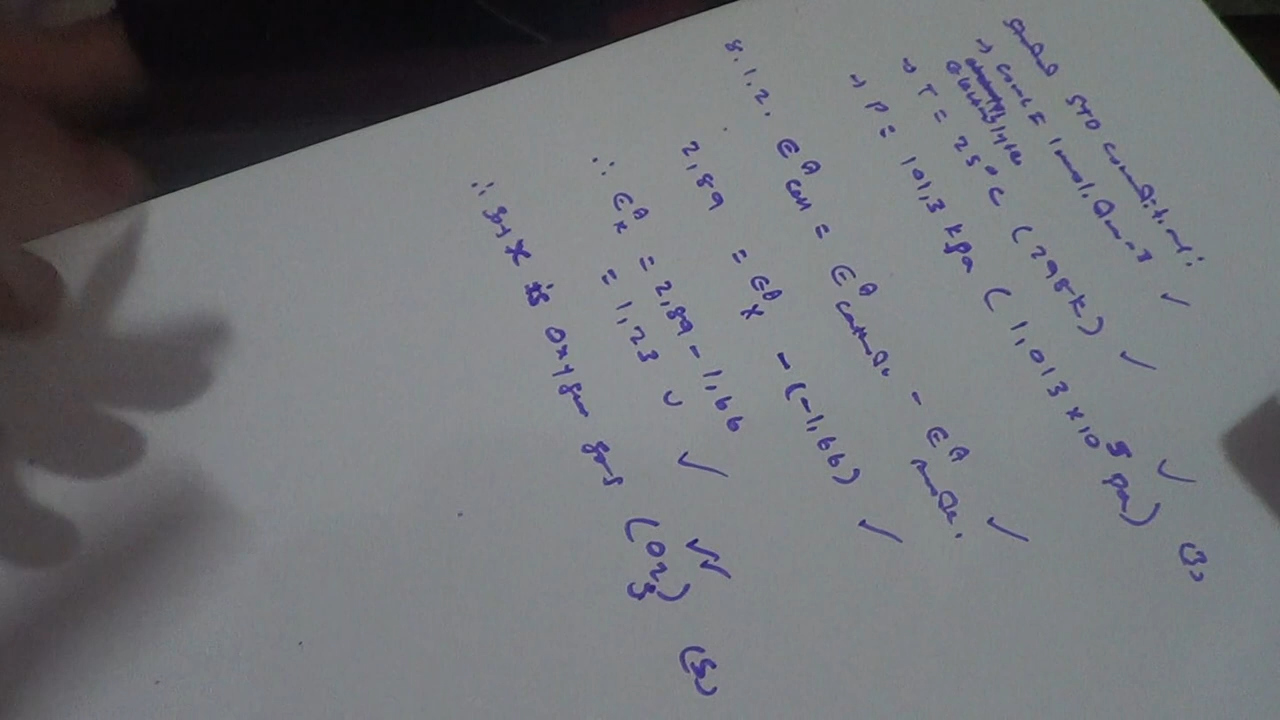 STD conditions:
→ conc = 1 mol.dm-3 ✓
electrolyte
→ T = 25°C (298K) ✓
→ P = 101,3 kPa (1,013 × 10⁵ Pa) ✓ (3)
8.1.2. E^θ cell = E^θ cathode - E^θ anode. ✓
2,89 = E^θ x - (-1,66) ✓
∴ E^θ x = 2,89 - 1,66
= 1,23 ✓
∴ gas X is oxygen gas (O2) ✓✓ (5)